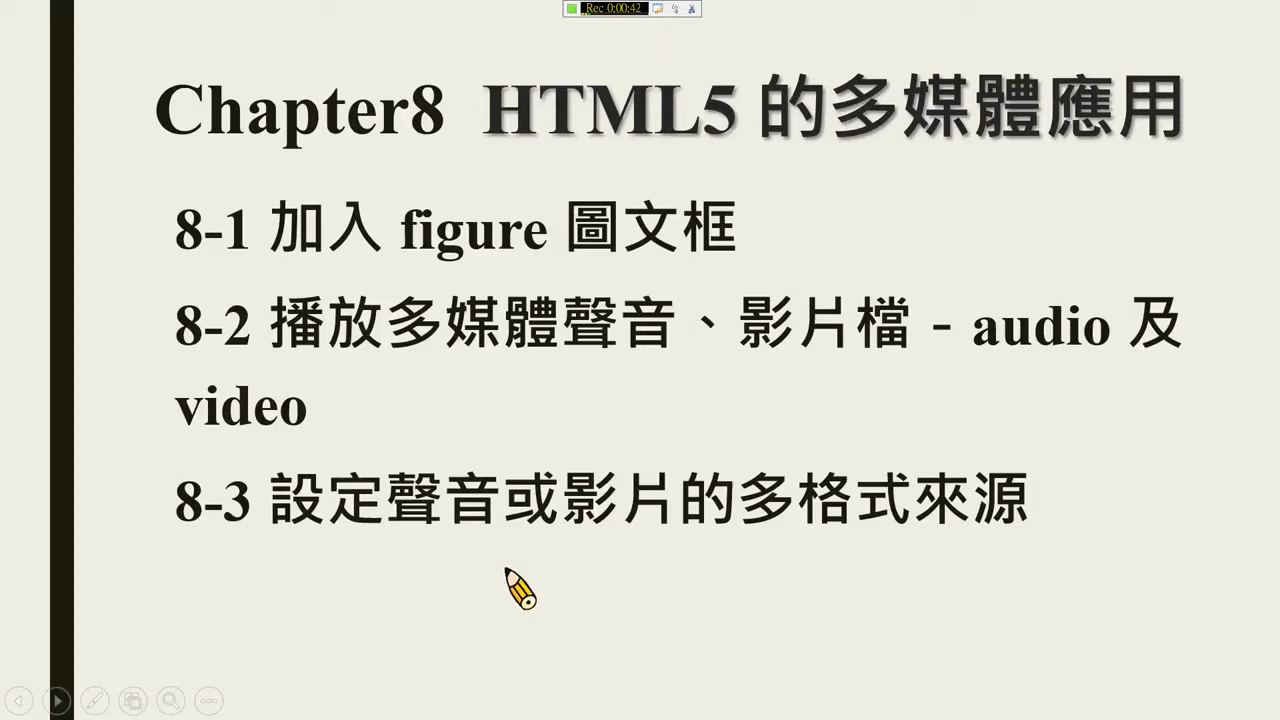 Rec 0:00:42
Chapter8 HTML5 的多媒體應用
8-1 加入 figure 圖文框
8-2 播放多媒體聲音、影片檔 - audio 及
video
8-3 設定聲音或影片的多格式來源